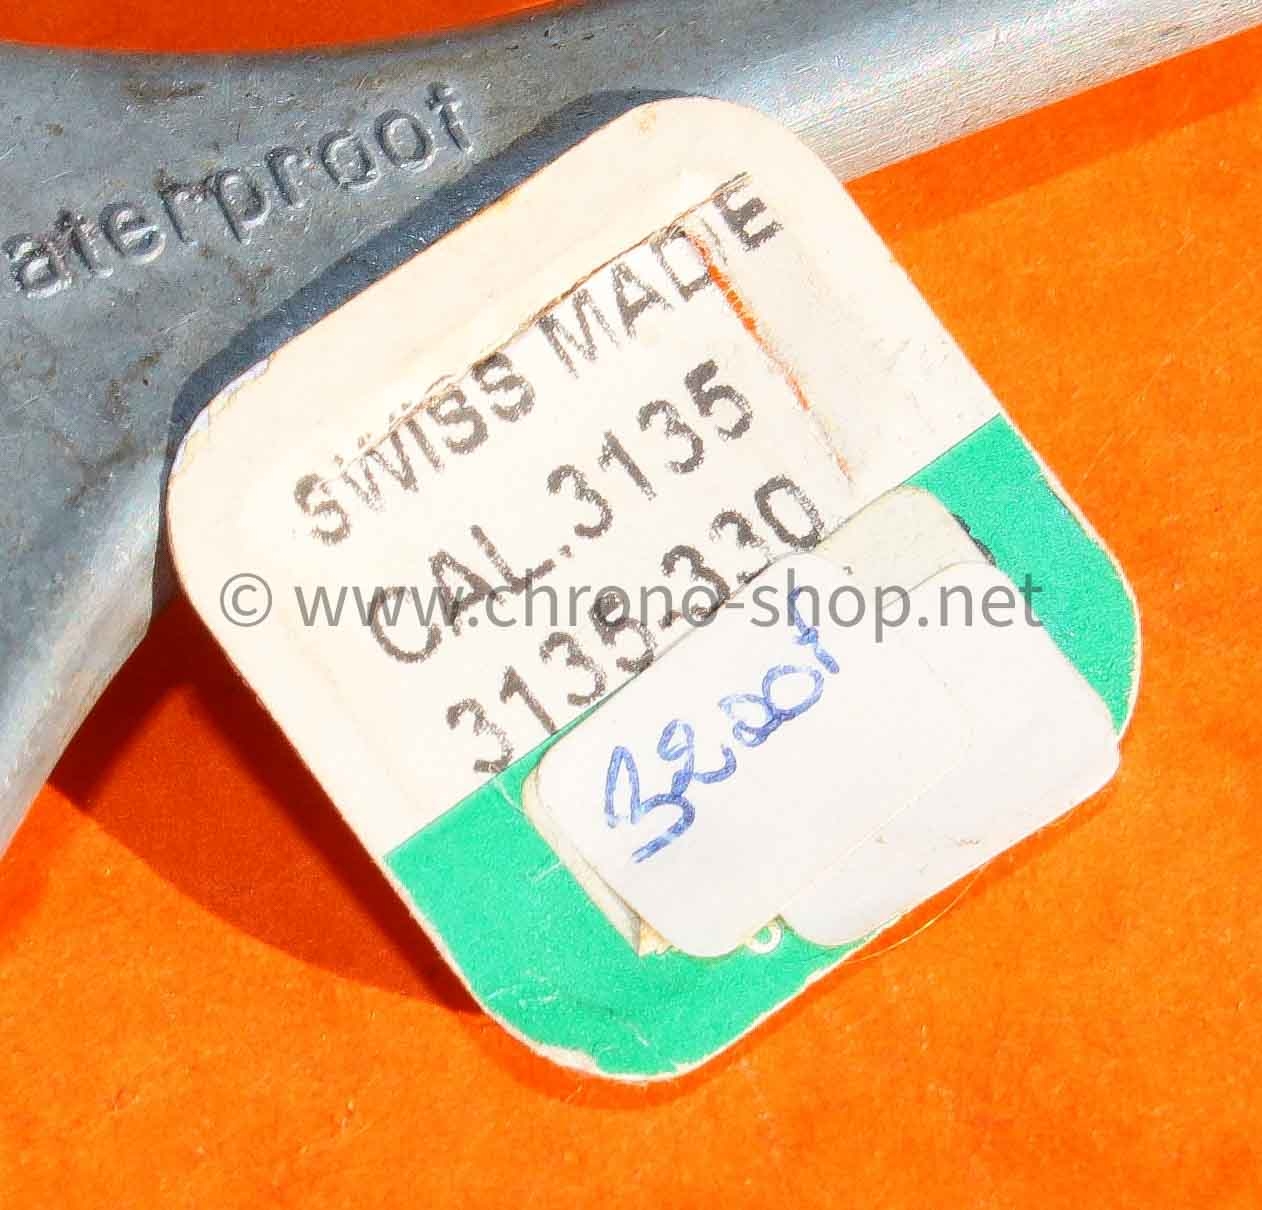 aterproof
SWISS MADE
CAL.3135
3135-330
© www.chrono-shop.net